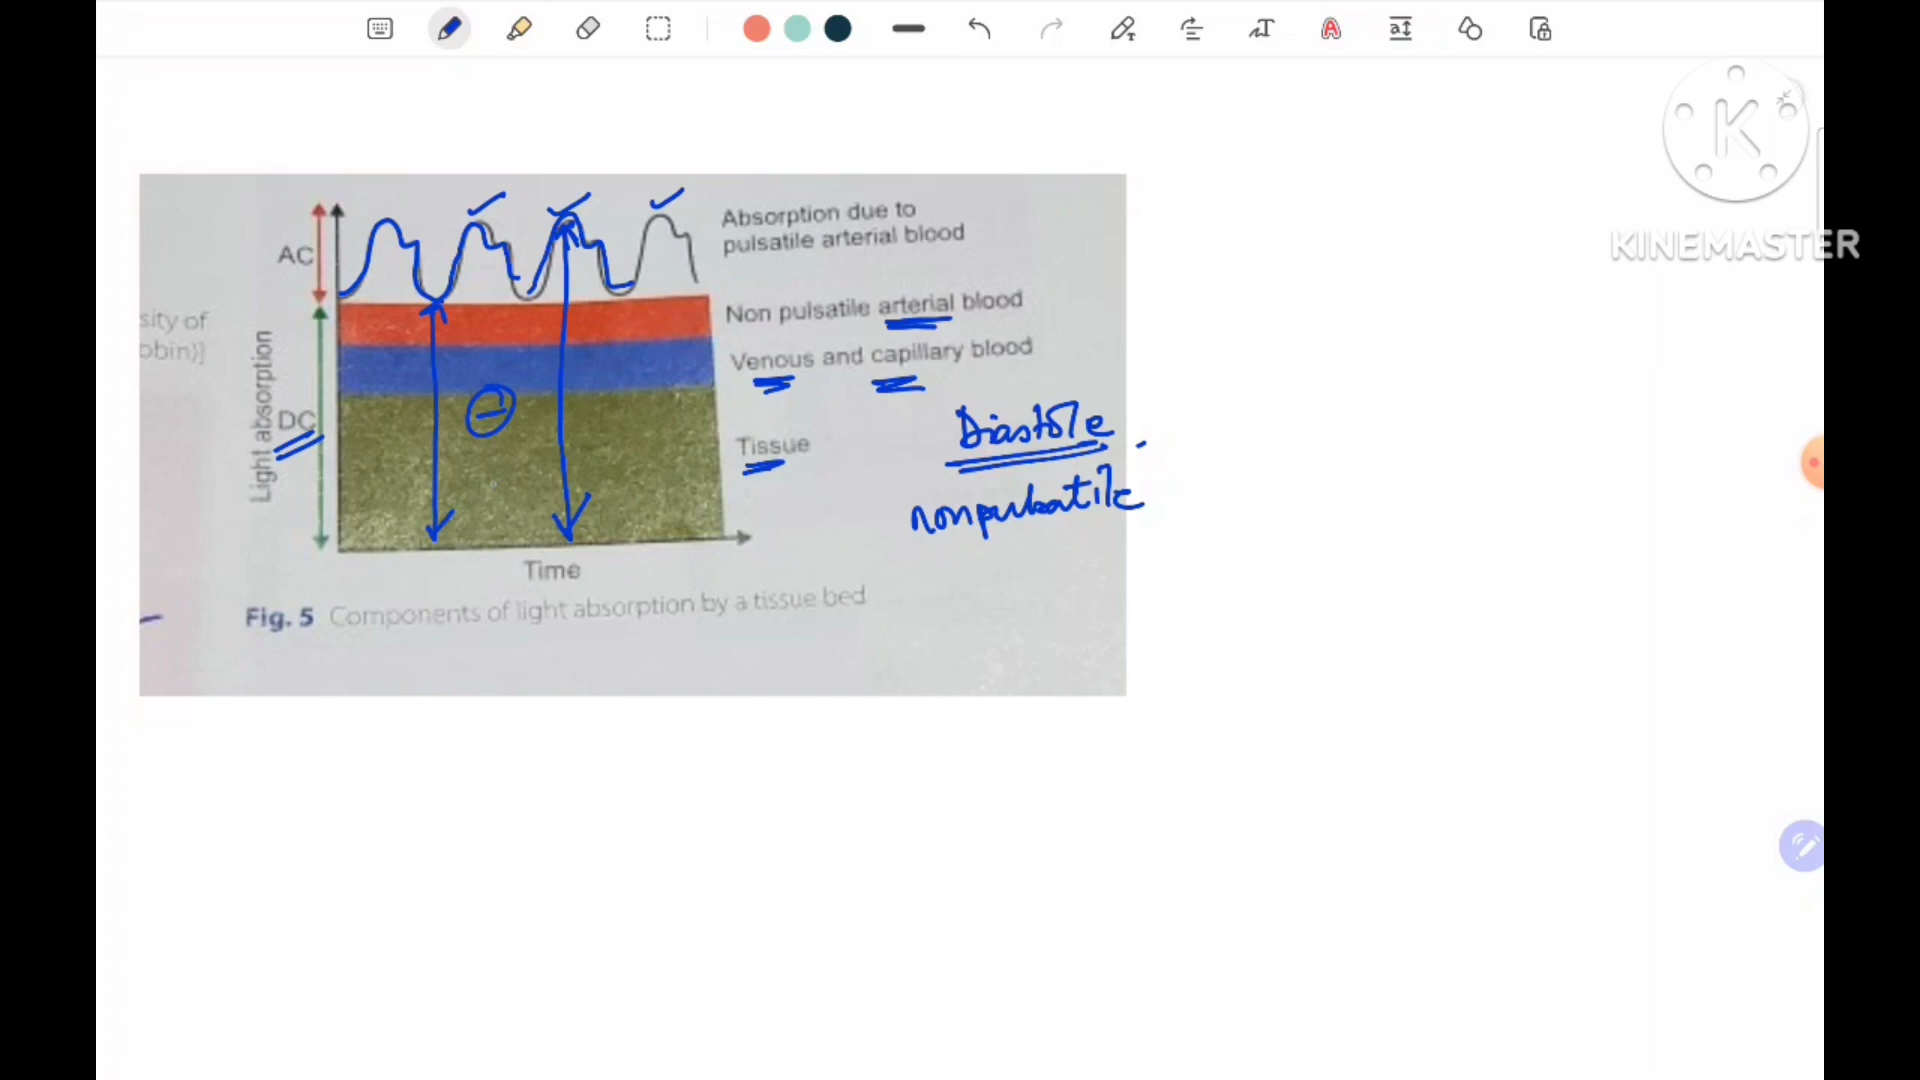 KINEMASTER
Absorption due to
pulsatile arterial blood
AC
Non pulsatile arterial blood
sity of
obin)]
Venous and capillary blood
Light absorption
DC
Diastole
Tissue
nonpulsatile
Time
Fig. 5 Components of light absorption by a tissue bed